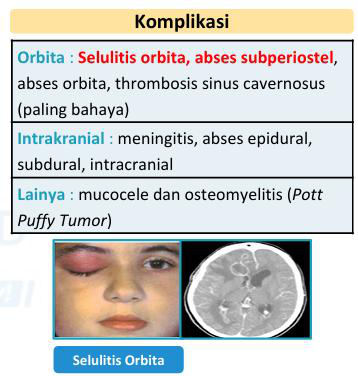 Komplikasi
Orbita : Selulitis orbita, abses subperiostel,
abses orbita, thrombosis sinus cavernosus
(paling bahaya)
Intrakranial : meningitis, abses epidural,
subdural, intracranial
Lainya : mucocele dan osteomyelitis (Pott
Puffy Tumor)
Selulitis Orbita